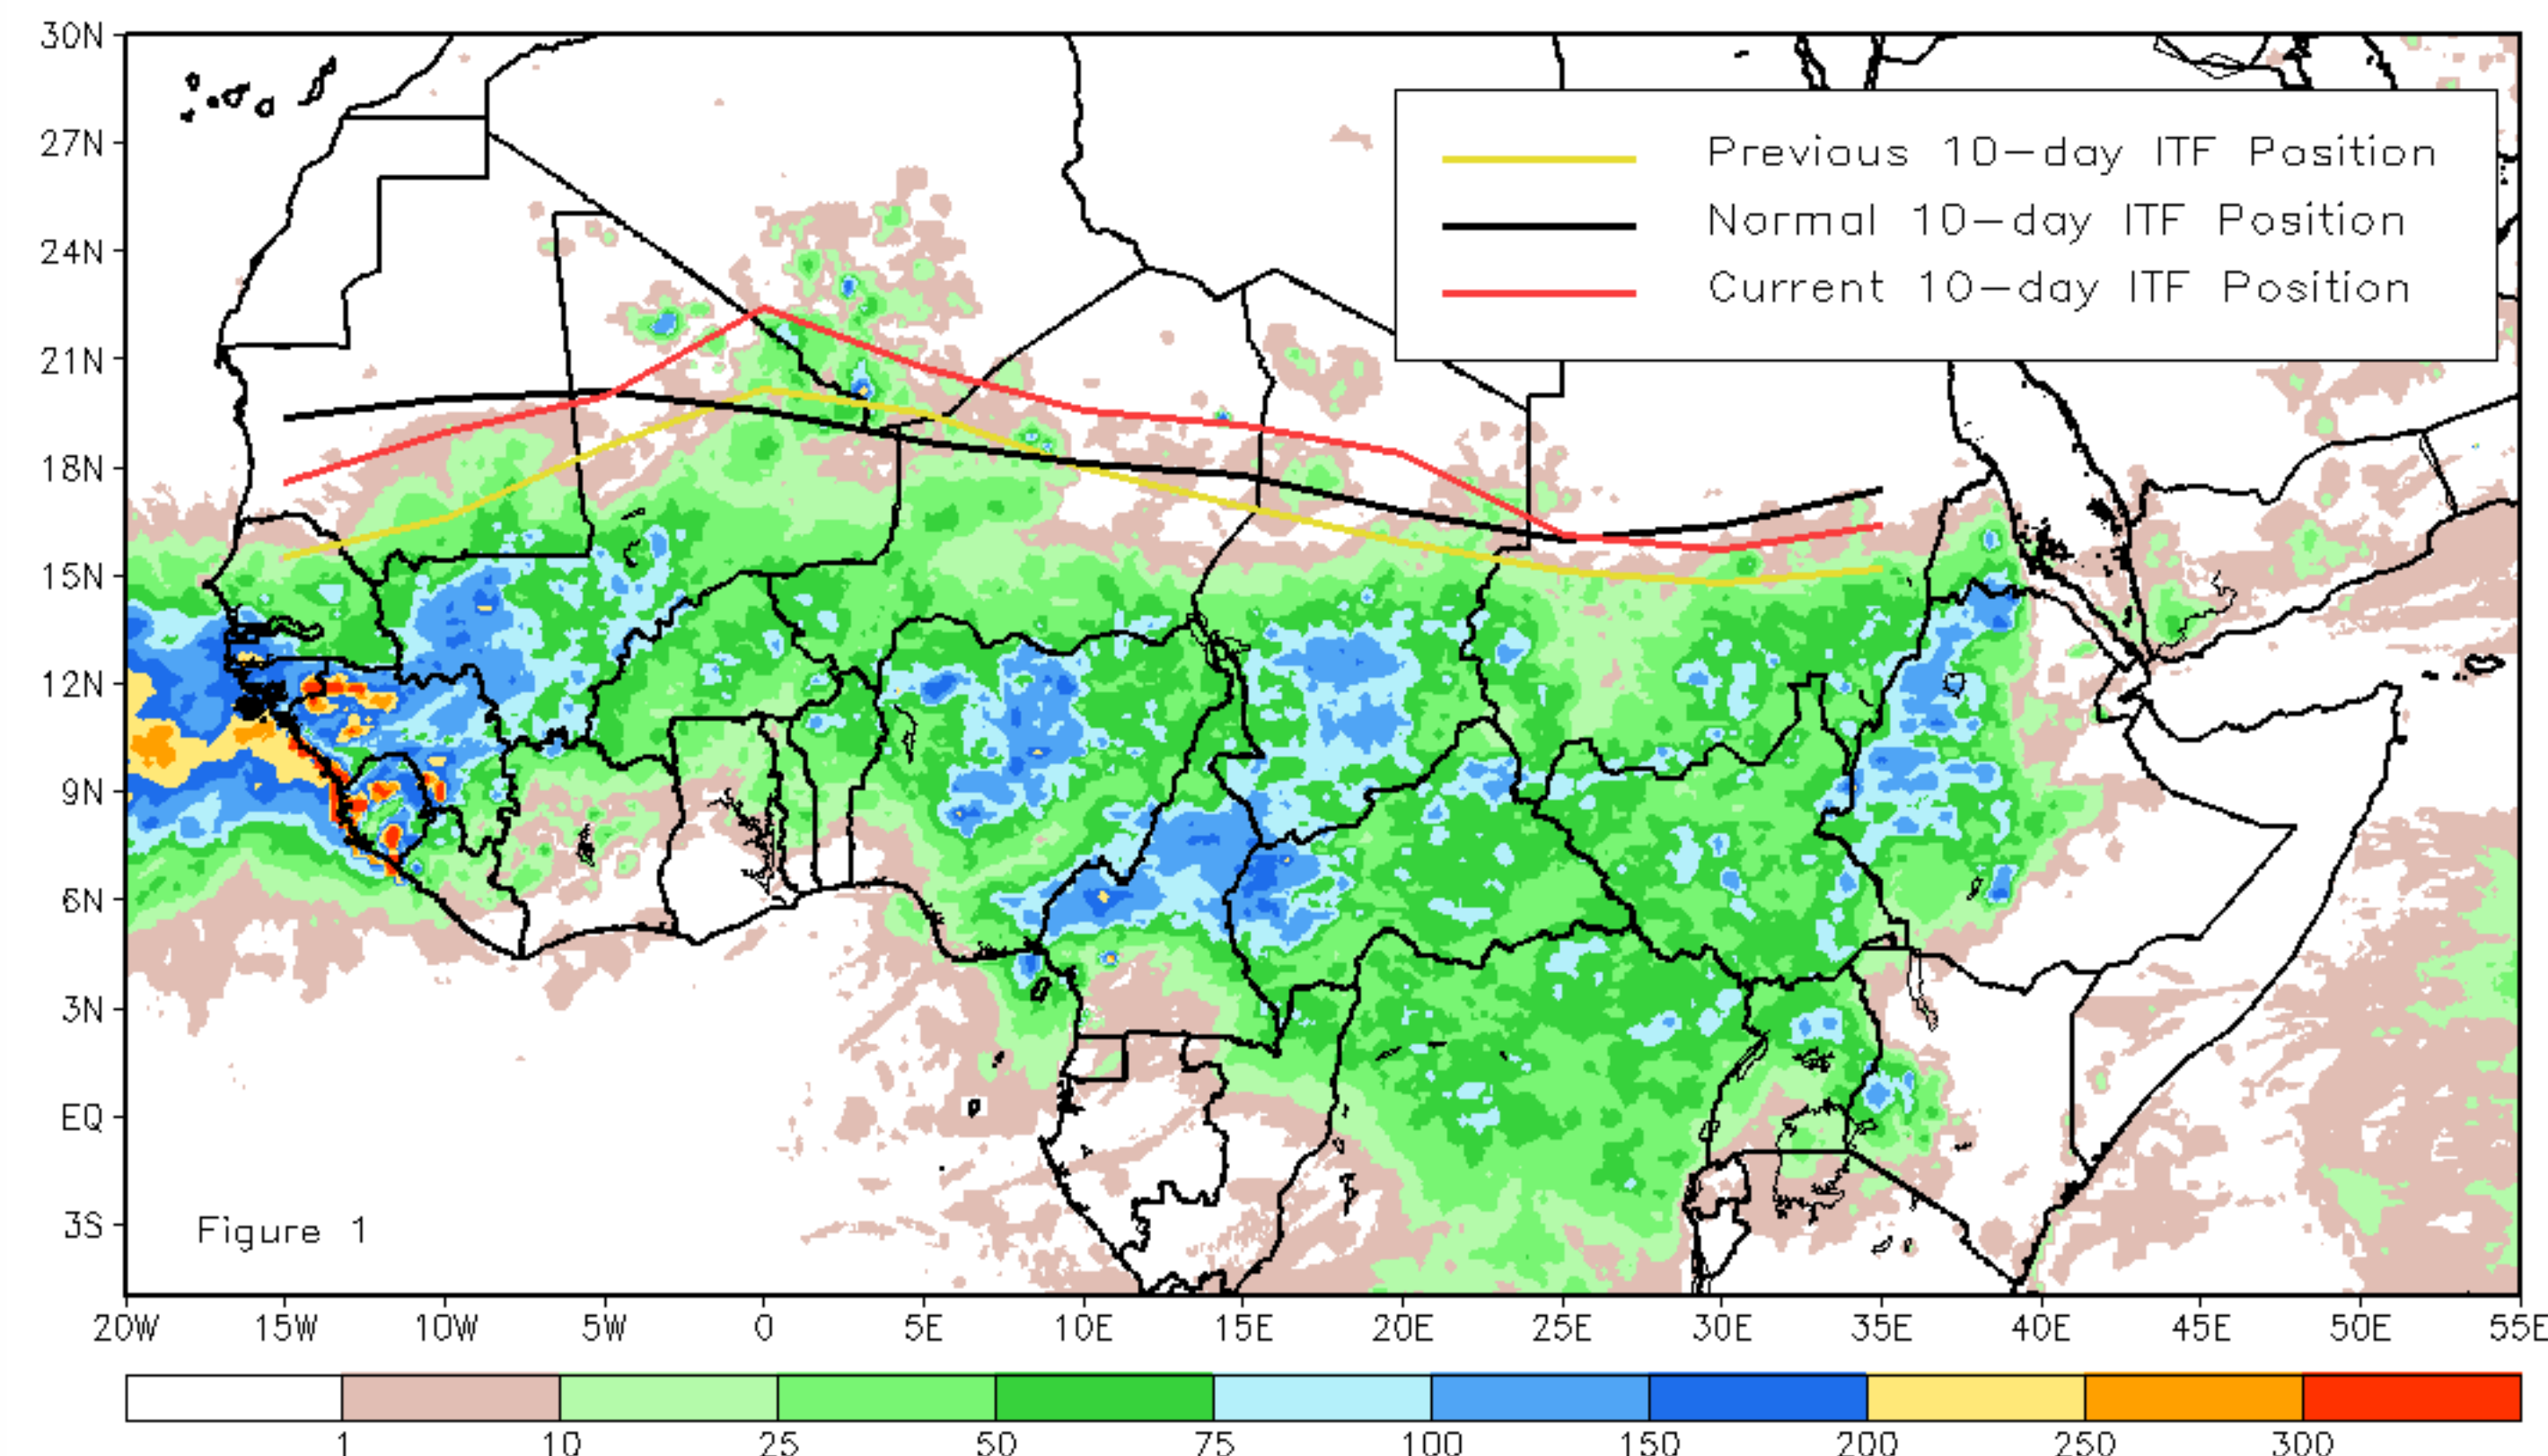 30N
27N
24N
21N
18N
15N
12N
9N
6N
3N
EQ
3S
Previous 10-day ITF Position
Normal 10-day ITF Position
Current 10-day ITF Position
Figure 1
20W 15W 10W 5W 0 5E 10E 15E 20E 25E 30E 35E 40E 45E 50E 55E
1 10 25 50 75 100 150 200 250 300